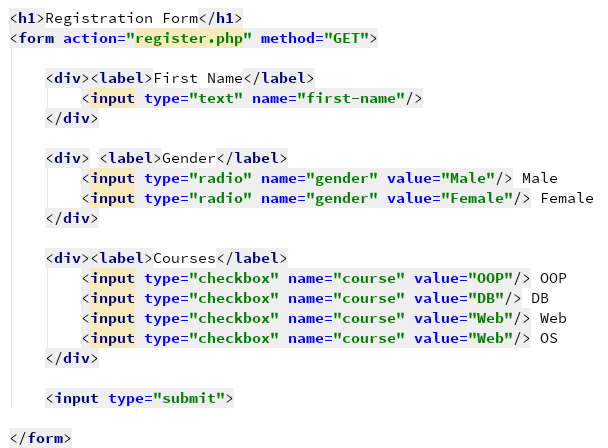 <h1>Registration Form</h1>
<form action="register.php" method="GET">
<div><label>First Name</label>
<input type="text" name="first-name"/>
</div>
<div> <label>Gender</label>
<input type="radio" name="gender" value="Male"/> Male
<input type="radio" name="gender" value="Female"/> Female
</div>
<div><label>Courses</label>
<input type="checkbox" name="course" value="OOP"/> OOP
<input type="checkbox" name="course" value="DB"/> DB
<input type="checkbox" name="course" value="Web"/> Web
<input type="checkbox" name="course" value="Web"/> OS
</div>
<input type="submit">
</form>